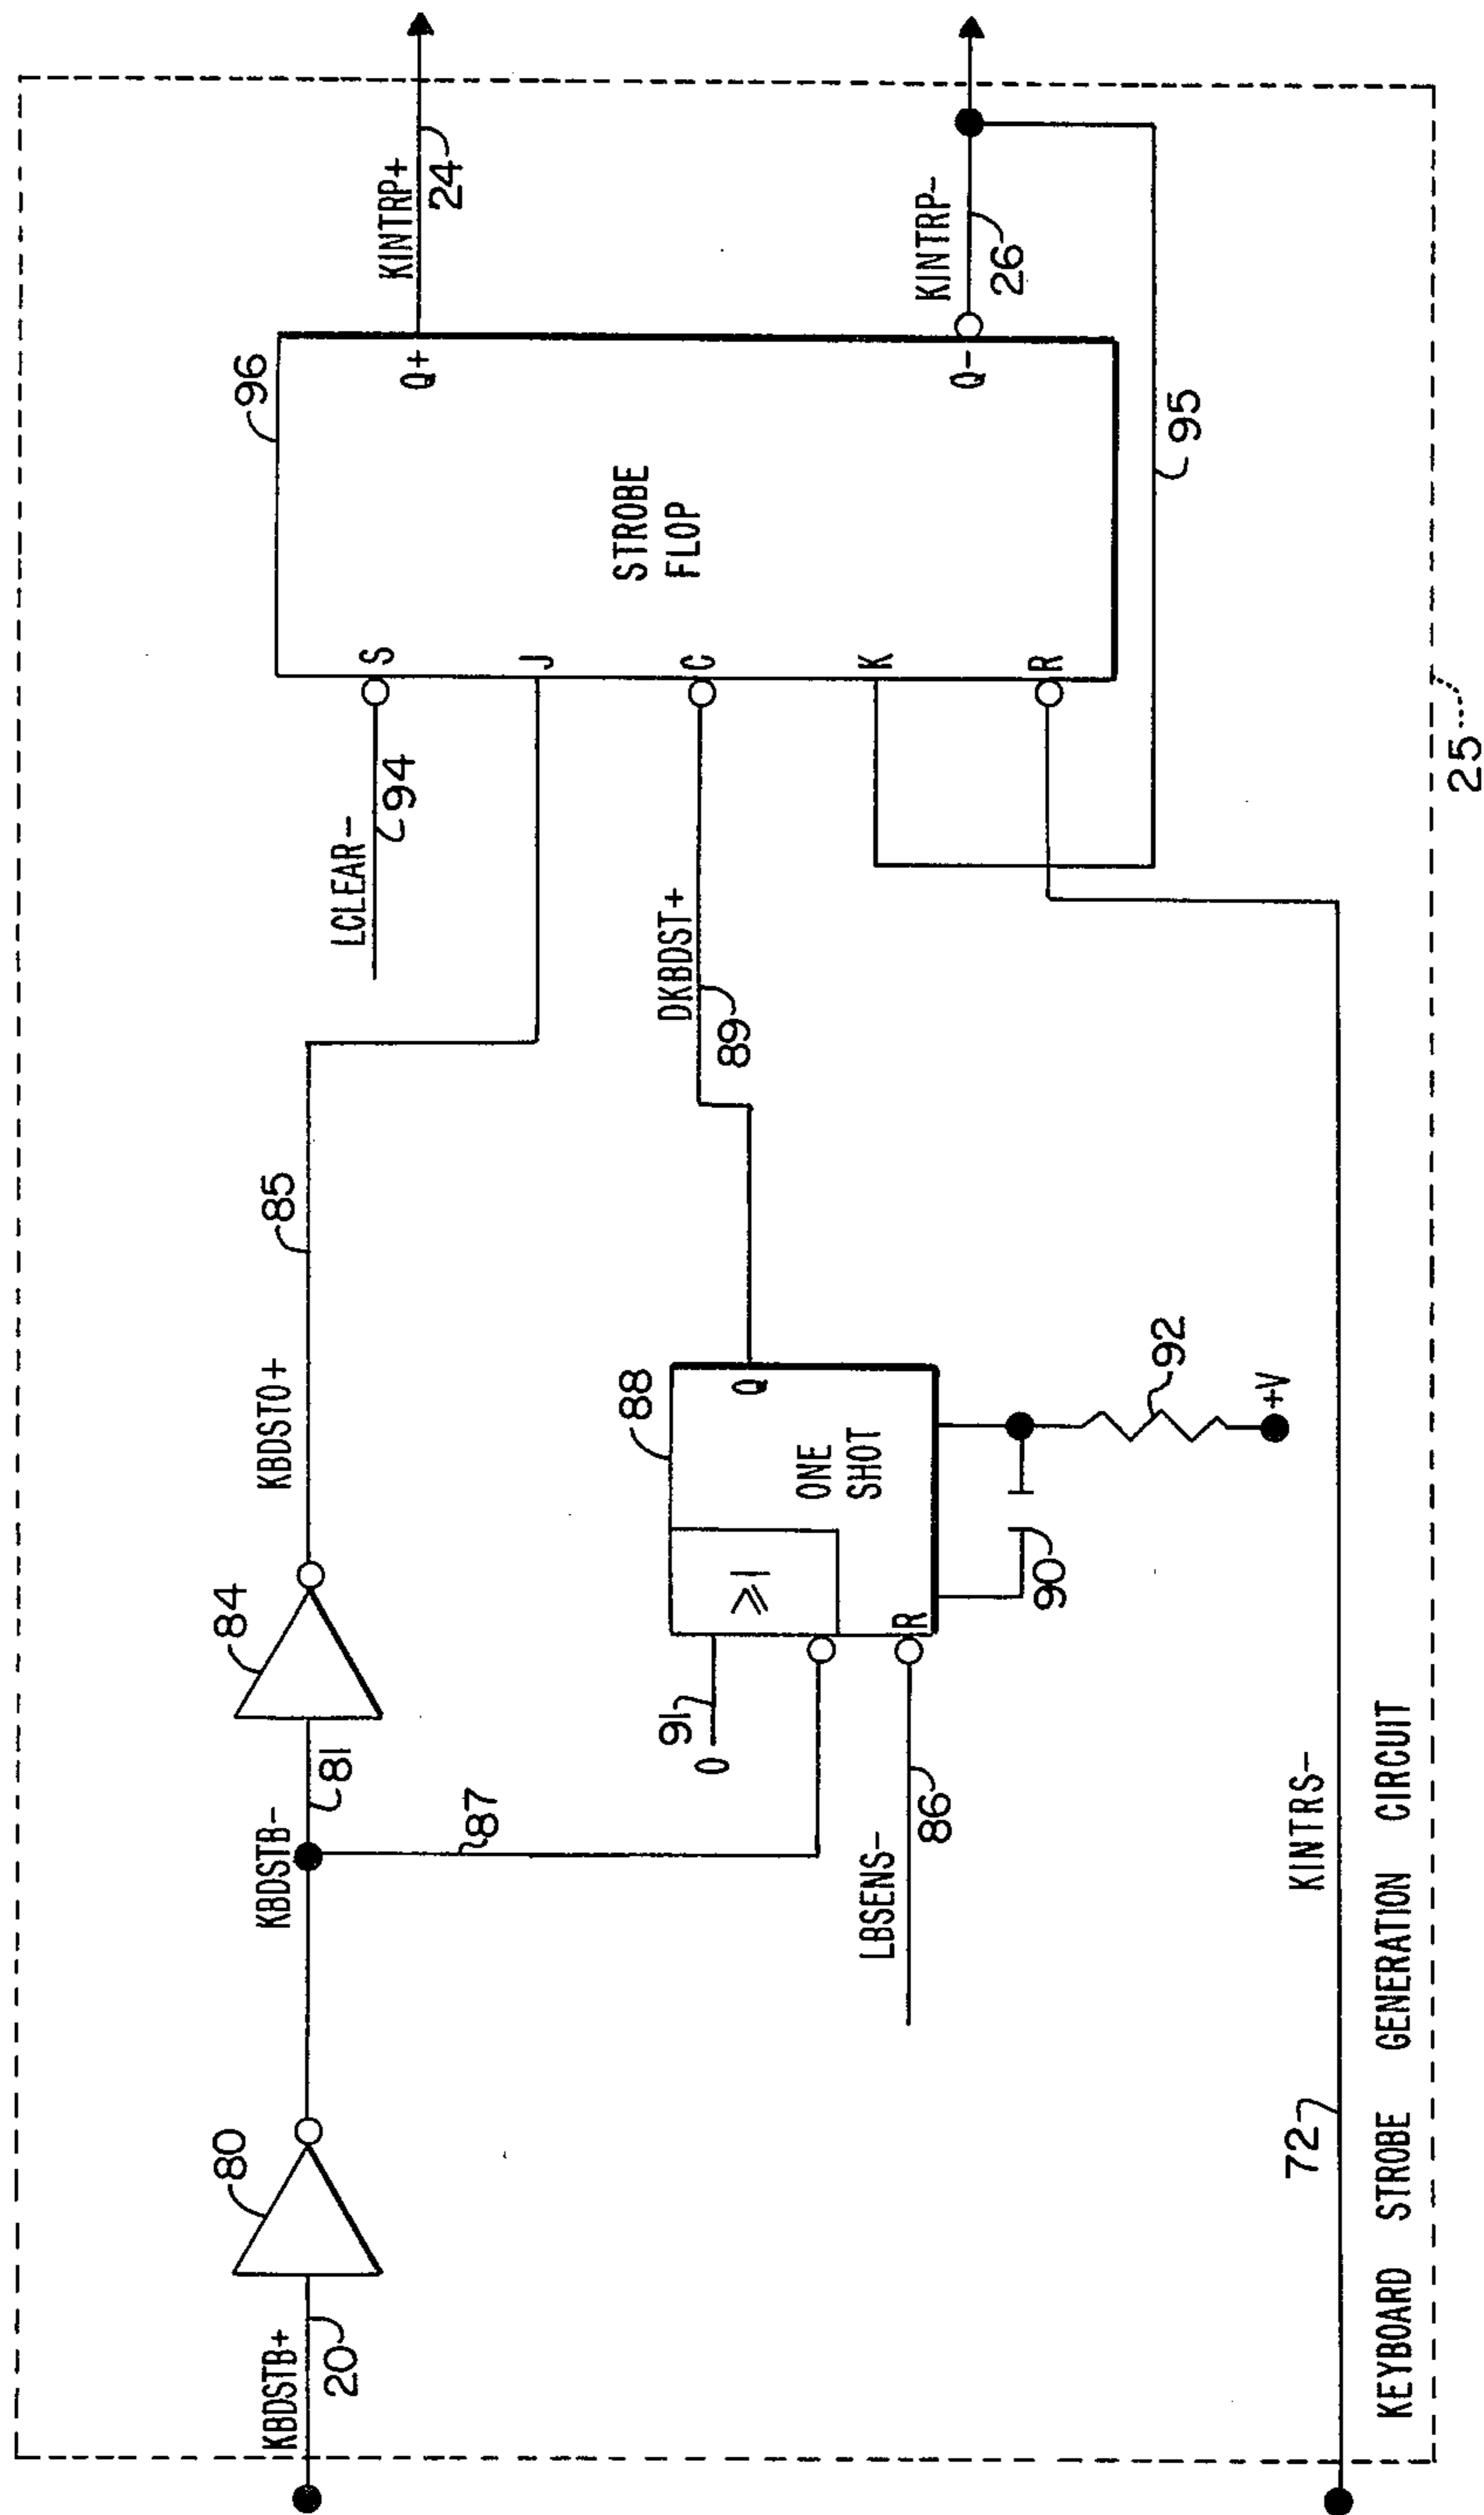 KBDSTB+
20
80
KBDSTB-
81
87
84
KBDSTO+
85
LCLEAR-
94
96
S
J
C
K
R
STROBE
FLOP
Q+
Q-
KINTRP+
24
KINTRP-
26
95
DKBDST+
89
88
≥1
ONE
SHOT
Q
R
0
91
LBSENS-
86
90
92
+V
KINTRS-
72
KEYBOARD STROBE GENERATION CIRCUIT
25